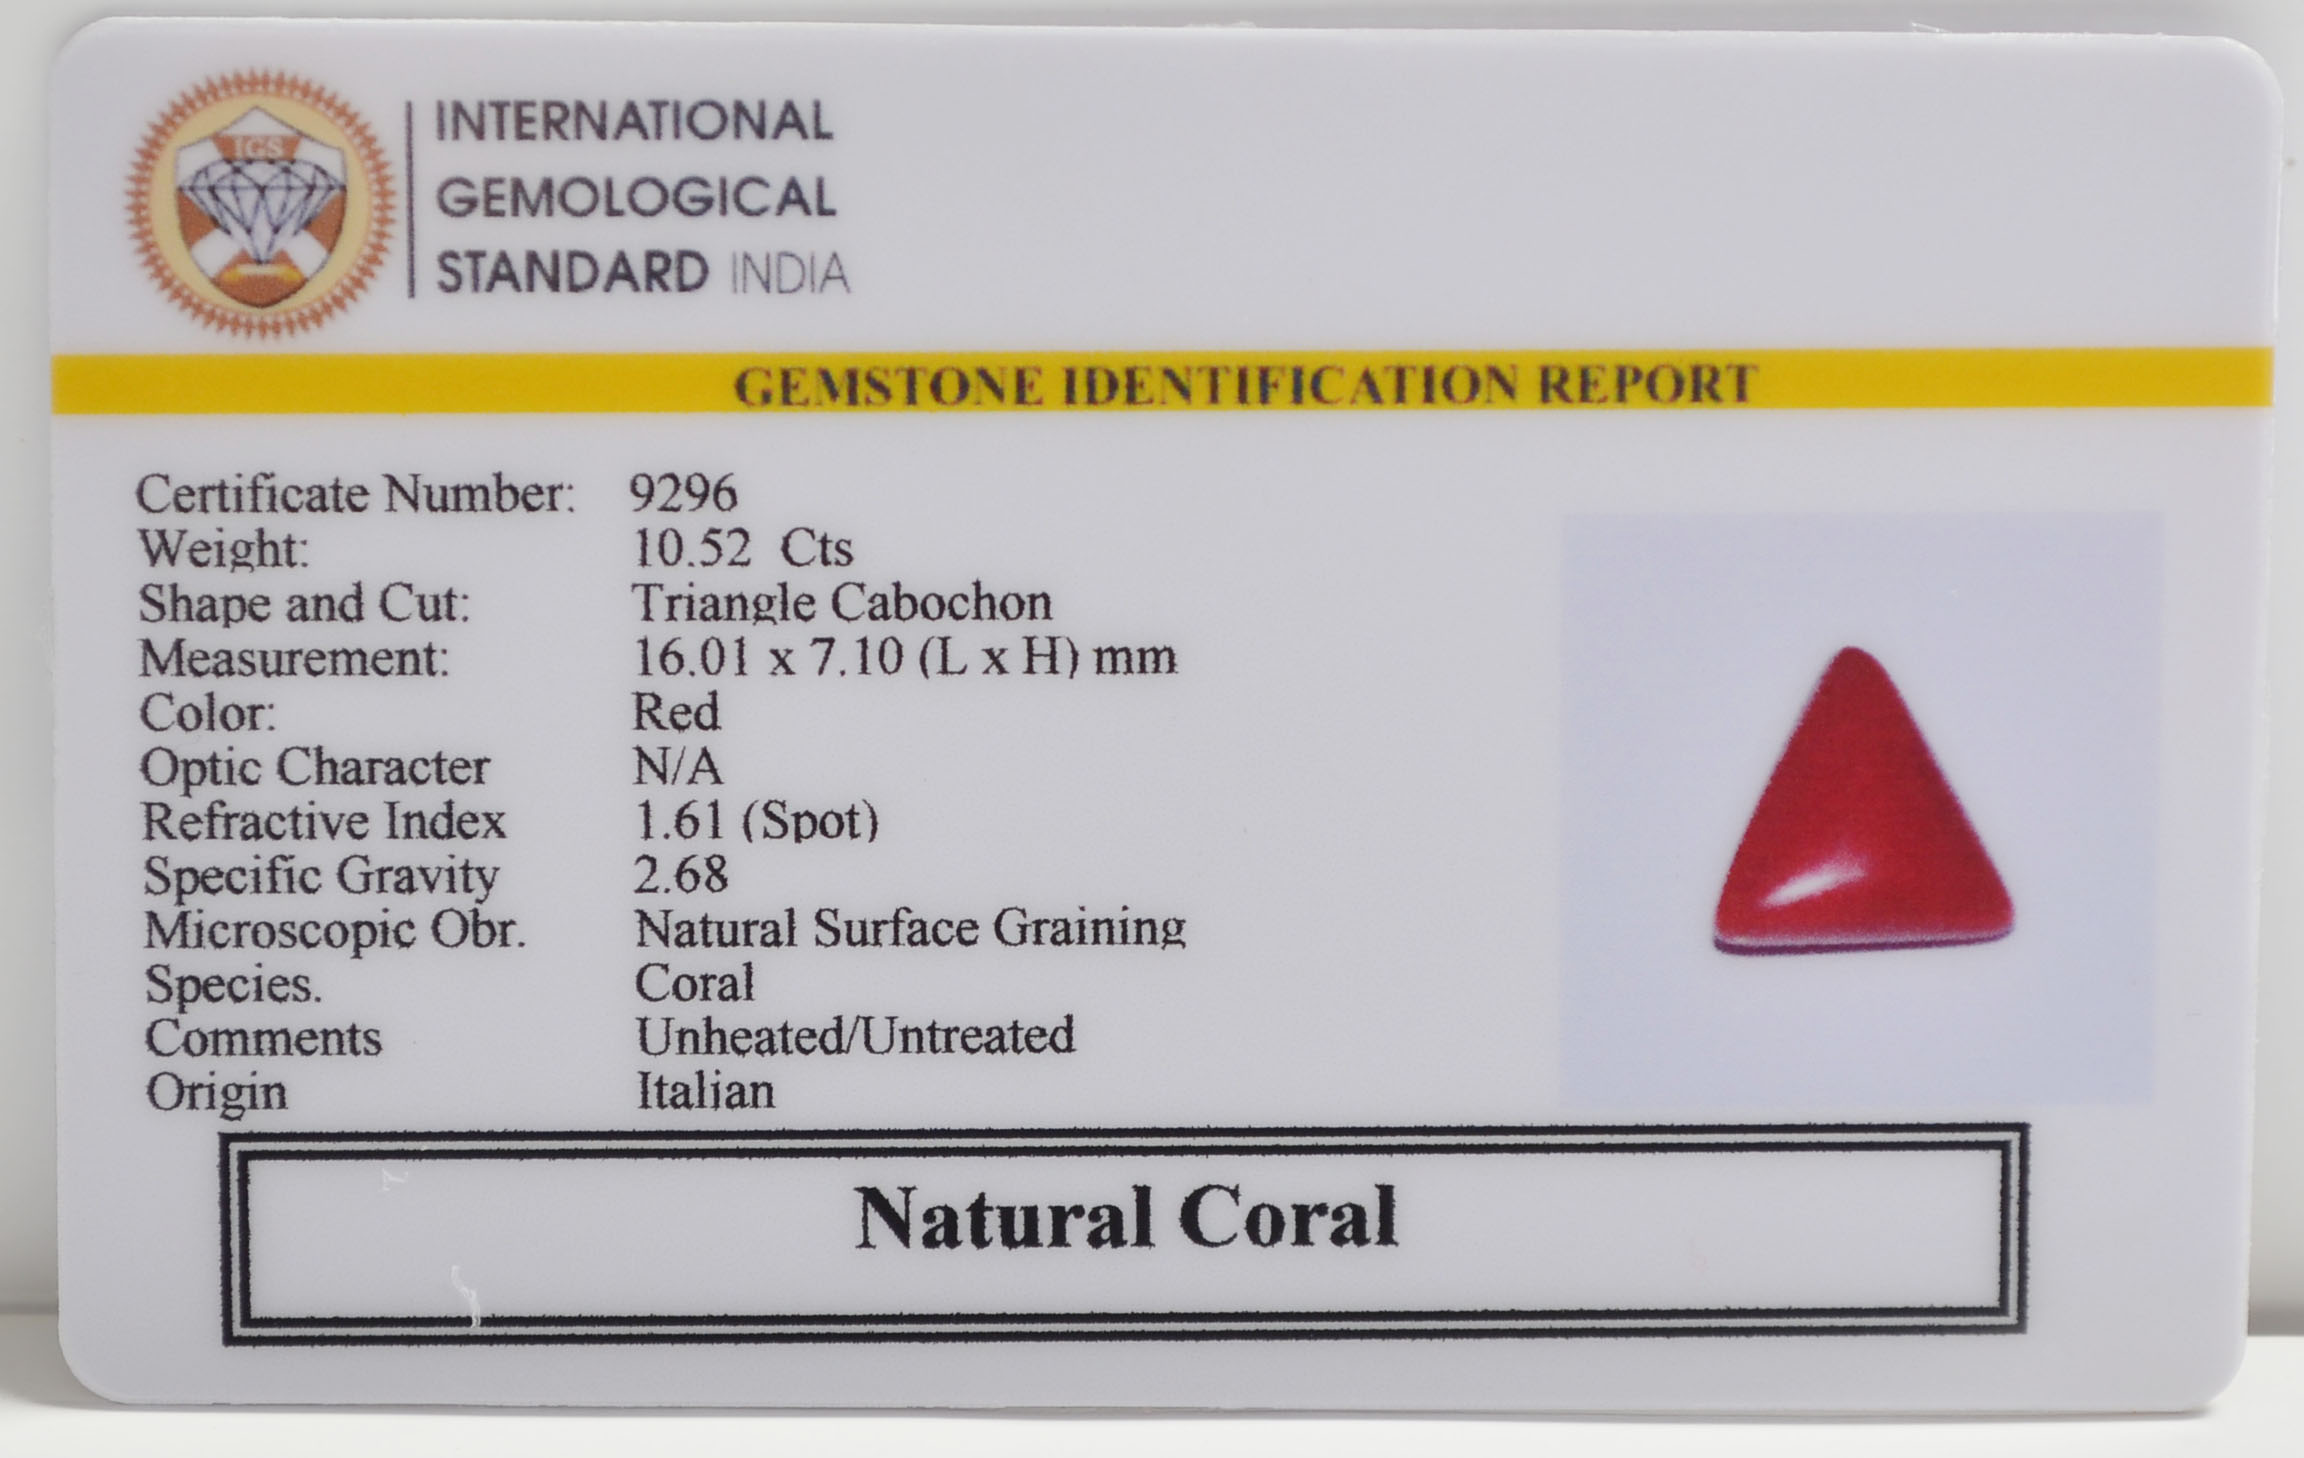 IGS
INTERNATIONAL
GEMOLOGICAL
STANDARD INDIA
GEMSTONE IDENTIFICATION REPORT
Certificate Number: 9296
Weight: 10.52 Cts
Shape and Cut: Triangle Cabochon
Measurement: 16.01 x 7.10 (L x H) mm
Color: Red
Optic Character N/A
Refractive Index 1.61 (Spot)
Specific Gravity 2.68
Microscopic Obr. Natural Surface Graining
Species. Coral
Comments Unheated/Untreated
Origin Italian
Natural Coral